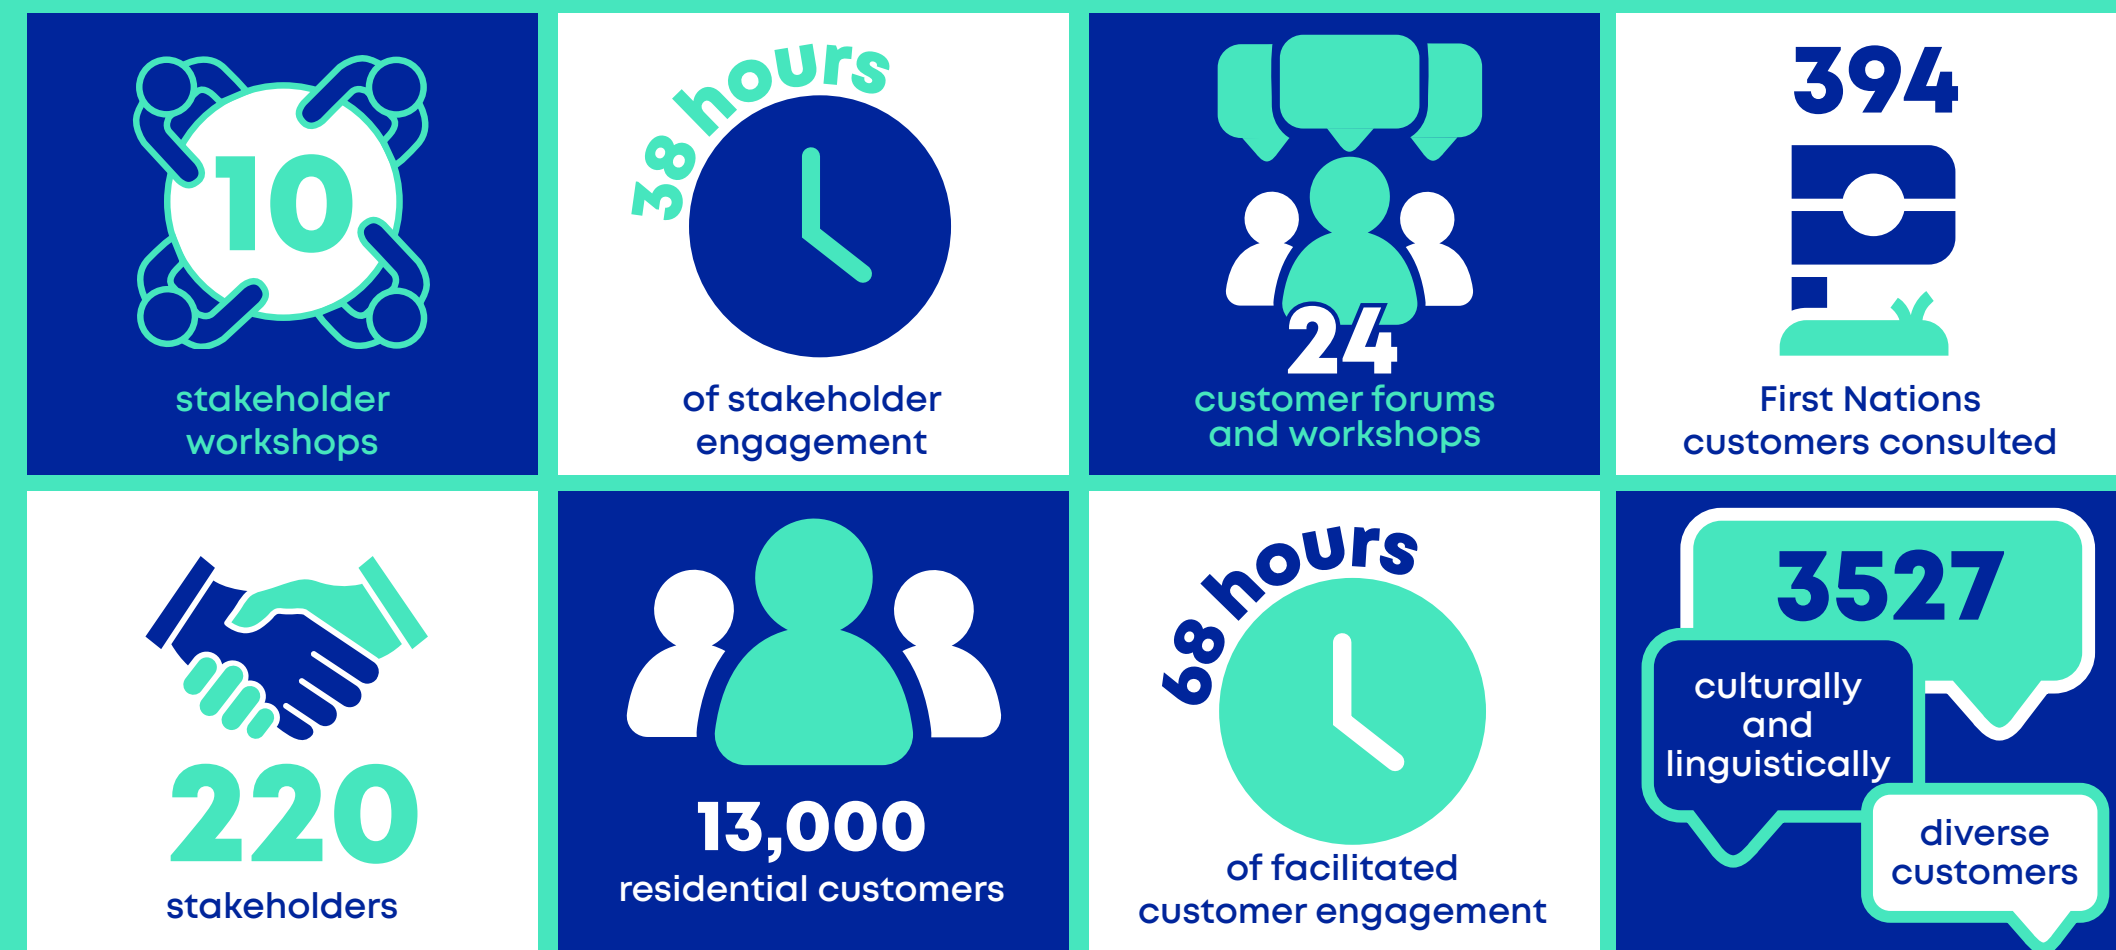 10
stakeholder
workshops
38 hours
of stakeholder
engagement
24
customer forums
and workshops
394
First Nations
customers consulted
220
stakeholders
13,000
residential customers
68 hours
of facilitated
customer engagement
3527
culturally
and
linguistically
diverse
customers